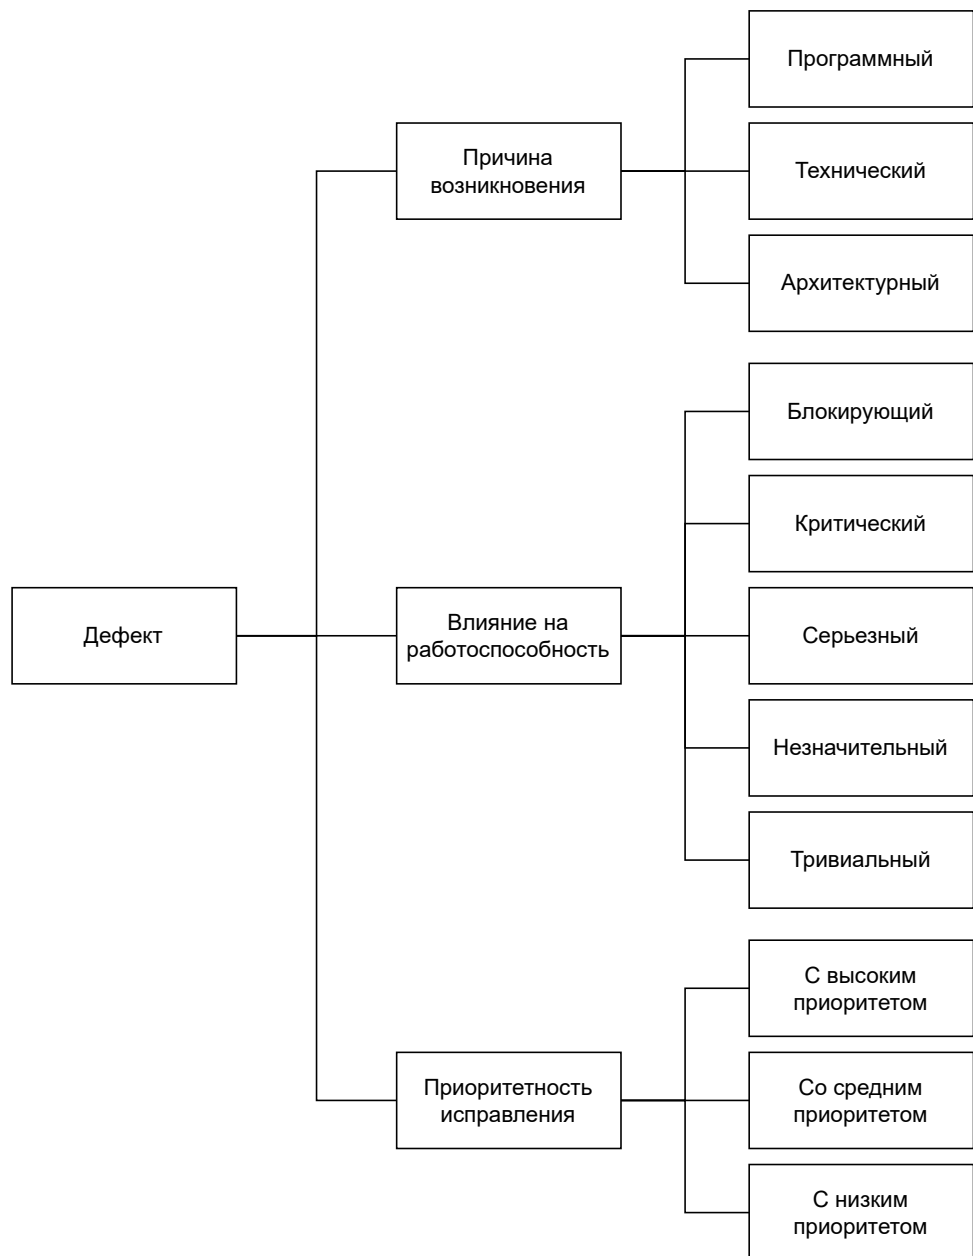 Программный
Причина
возникновения
Технический
Архитектурный
Блокирующий
Критический
Дефект
Влияние на
работоспособность
Серьезный
Незначительный
Тривиальный
С высоким
приоритетом
Приоритетность
исправления
Со средним
приоритетом
С низким
приоритетом